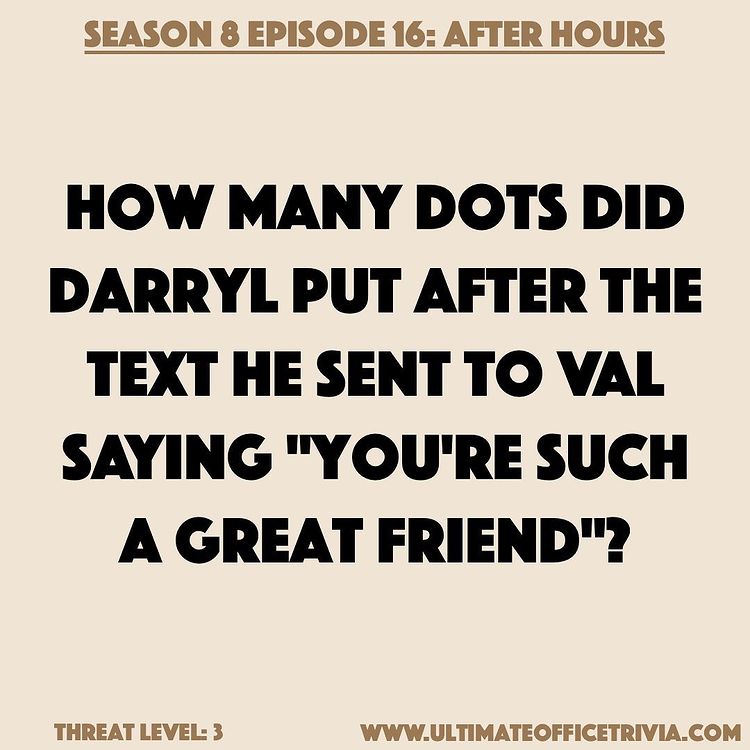 SEASON 8 EPISODE 16: AFTER HOURS
HOW MANY DOTS DID
DARRYL PUT AFTER THE
TEXT HE SENT TO VAL
SAYING "YOU'RE SUCH
A GREAT FRIEND"?
THREAT LEVEL: 3
WWW.ULTIMATEOFFICETRIVIA.COM